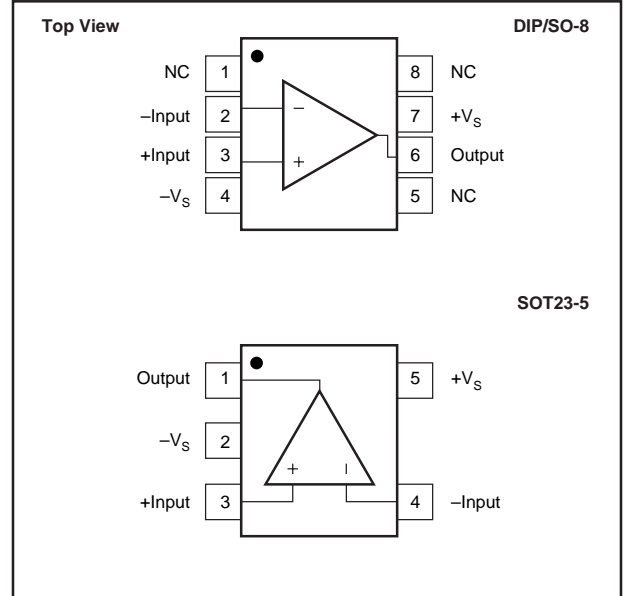 Top View DIP/SO-8
NC 1 8 NC
–Input 2 – 7 +VS
+Input 3 + 6 Output
–VS 4 5 NC
SOT23-5
Output 1 5 +VS
–VS 2
+ –
+Input 3 4 –Input